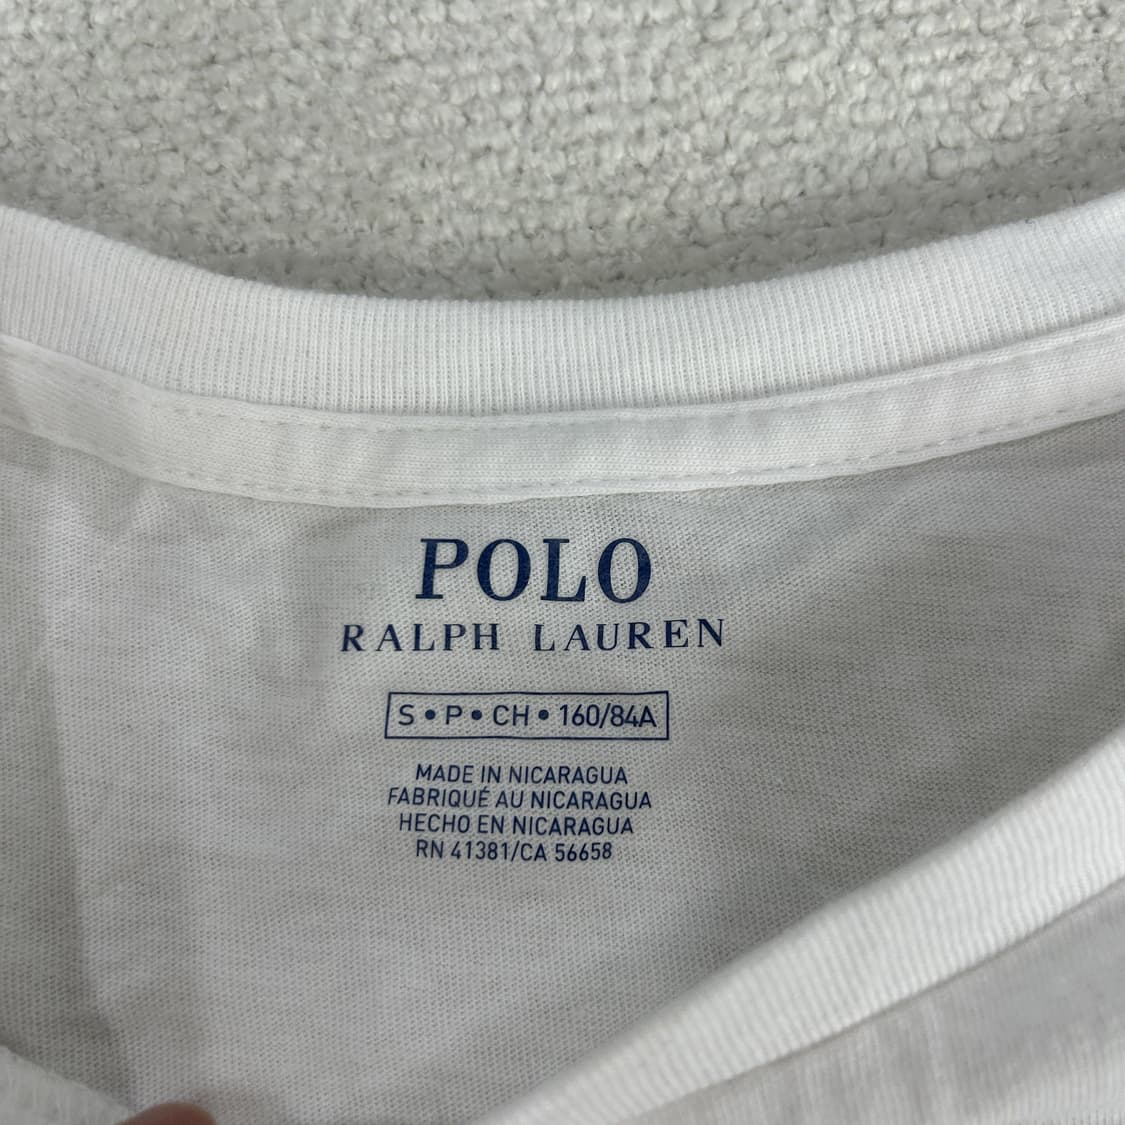 POLO
RALPH LAUREN
S • P • CH • 160/84A
MADE IN NICARAGUA
FABRIQUÉ AU NICARAGUA
HECHO EN NICARAGUA
RN 41381/CA 56658